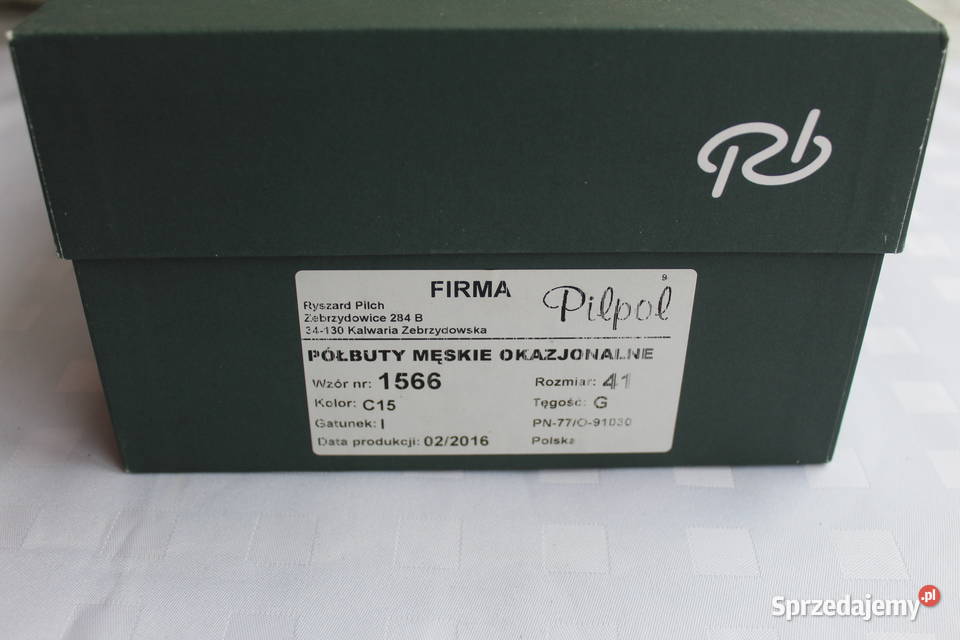 Rb
9
FIRMA
Pilpol
Ryszard Pilch
Zebrzydowice 284 B
34-130 Kalwaria Zebrzydowska
PÓŁBUTY MĘSKIE OKAZJONALNE
Wzór nr: 1566
Rozmiar: 41
Kolor: C15
Tęgość: G
Gatunek: I
PN-77/O-91030
Data produkcji: 02/2016
Polska
Sprzedajemy.pl